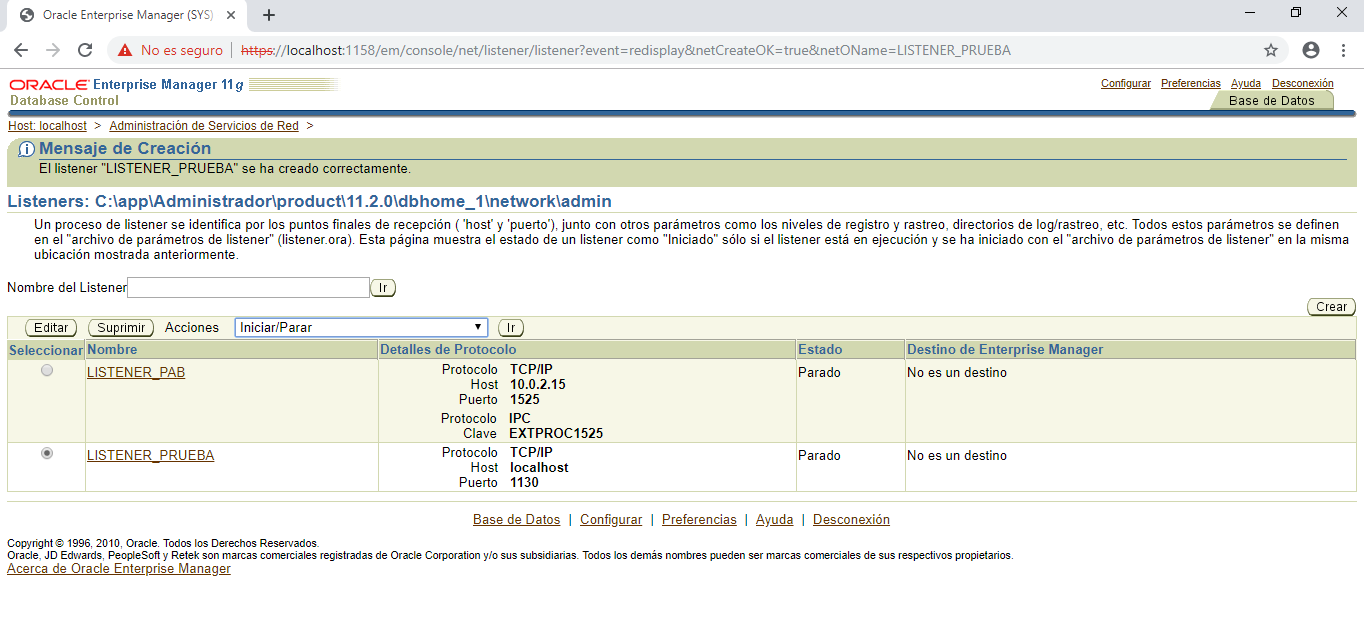 Oracle Enterprise Manager (SYS)
No es seguro https://localhost:1158/em/console/net/listener/listener?event=redisplay&netCreateOK=true&netOName=LISTENER_PRUEBA
ORACLE Enterprise Manager 11g
Database Control
Configurar Preferencias Ayuda Desconexión
Base de Datos
Host: localhost > Administración de Servicios de Red >
Mensaje de Creación
El listener "LISTENER_PRUEBA" se ha creado correctamente.
Listeners: C:\app\Administrador\product\11.2.0\dbhome_1\network\admin
Un proceso de listener se identifica por los puntos finales de recepción ( 'host' y 'puerto'), junto con otros parámetros como los niveles de registro y rastreo, directorios de log/rastreo, etc. Todos estos parámetros se definen
en el "archivo de parámetros de listener" (listener.ora). Esta página muestra el estado de un listener como "Iniciado" sólo si el listener está en ejecución y se ha iniciado con el "archivo de parámetros de listener" en la misma
ubicación mostrada anteriormente.
Nombre del Listener Ir
Crear
Editar Suprimir Acciones Iniciar/Parar Ir
Seleccionar Nombre Detalles de Protocolo Estado Destino de Enterprise Manager
LISTENER_PAB Protocolo TCP/IP Parado No es un destino
Host 10.0.2.15
Puerto 1525
Protocolo IPC
Clave EXTPROC1525
LISTENER_PRUEBA Protocolo TCP/IP Parado No es un destino
Host localhost
Puerto 1130
Base de Datos | Configurar | Preferencias | Ayuda | Desconexión
Copyright © 1996, 2010, Oracle. Todos los Derechos Reservados.
Oracle, JD Edwards, PeopleSoft y Retek son marcas comerciales registradas de Oracle Corporation y/o sus subsidiarias. Todos los demás nombres pueden ser marcas comerciales de sus respectivos propietarios.
Acerca de Oracle Enterprise Manager